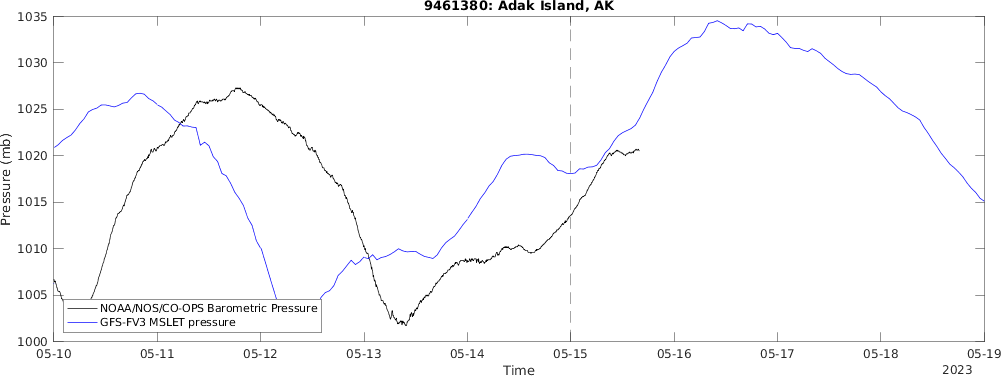 9461380: Adak Island, AK
1035
1030
1025
1020
1015
1010
1005
1000
Pressure (mb)
NOAA/NOS/CO-OPS Barometric Pressure
GFS-FV3 MSLET pressure
05-10 05-11 05-12 05-13 05-14 05-15 05-16 05-17 05-18 05-19
Time
2023